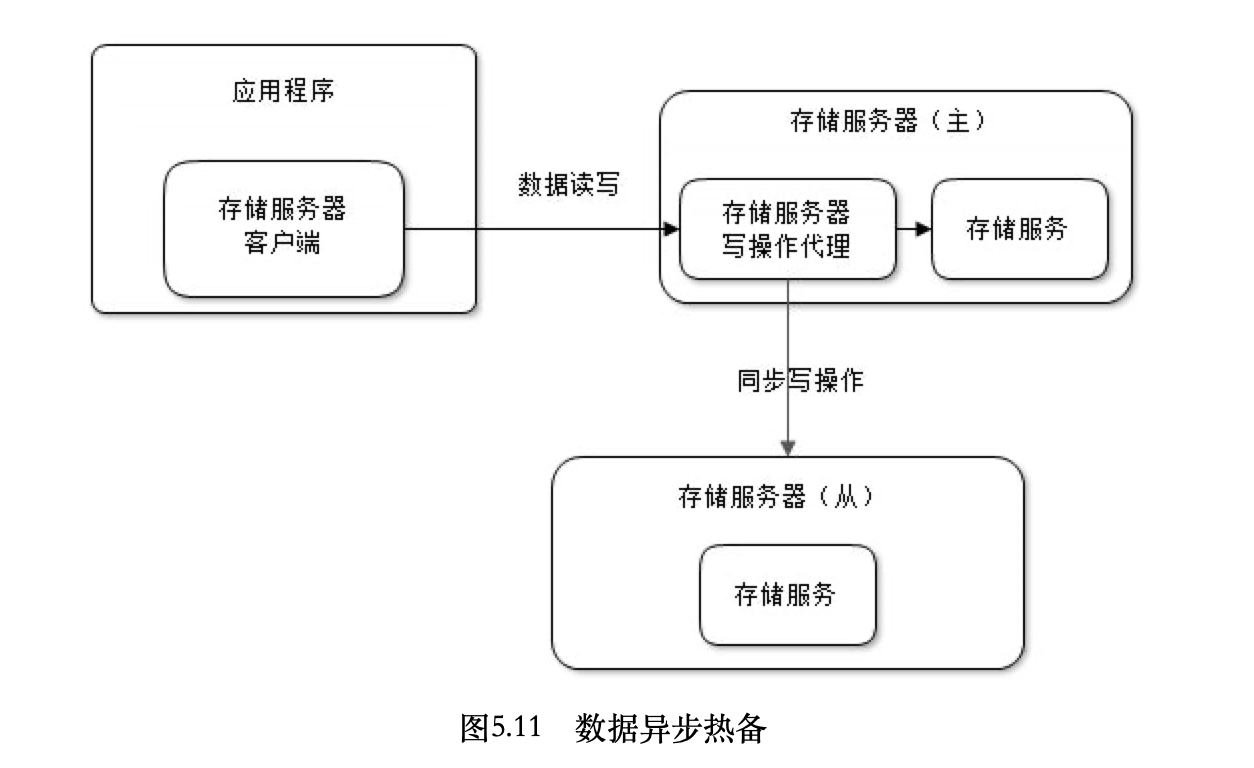 应用程序
存储服务器
客户端
数据读写
存储服务器（主）
存储服务器
写操作代理
存储服务
同步写操作
存储服务器（从）
存储服务
图5.11 数据异步热备